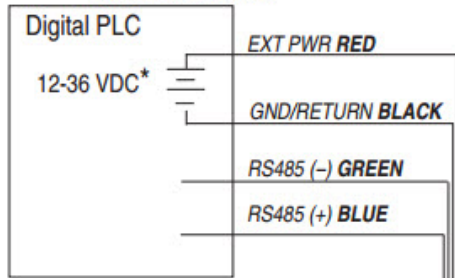 Digital PLC
EXT PWR RED
12-36 VDC*
GND/RETURN BLACK
RS485 (–) GREEN
RS485 (+) BLUE